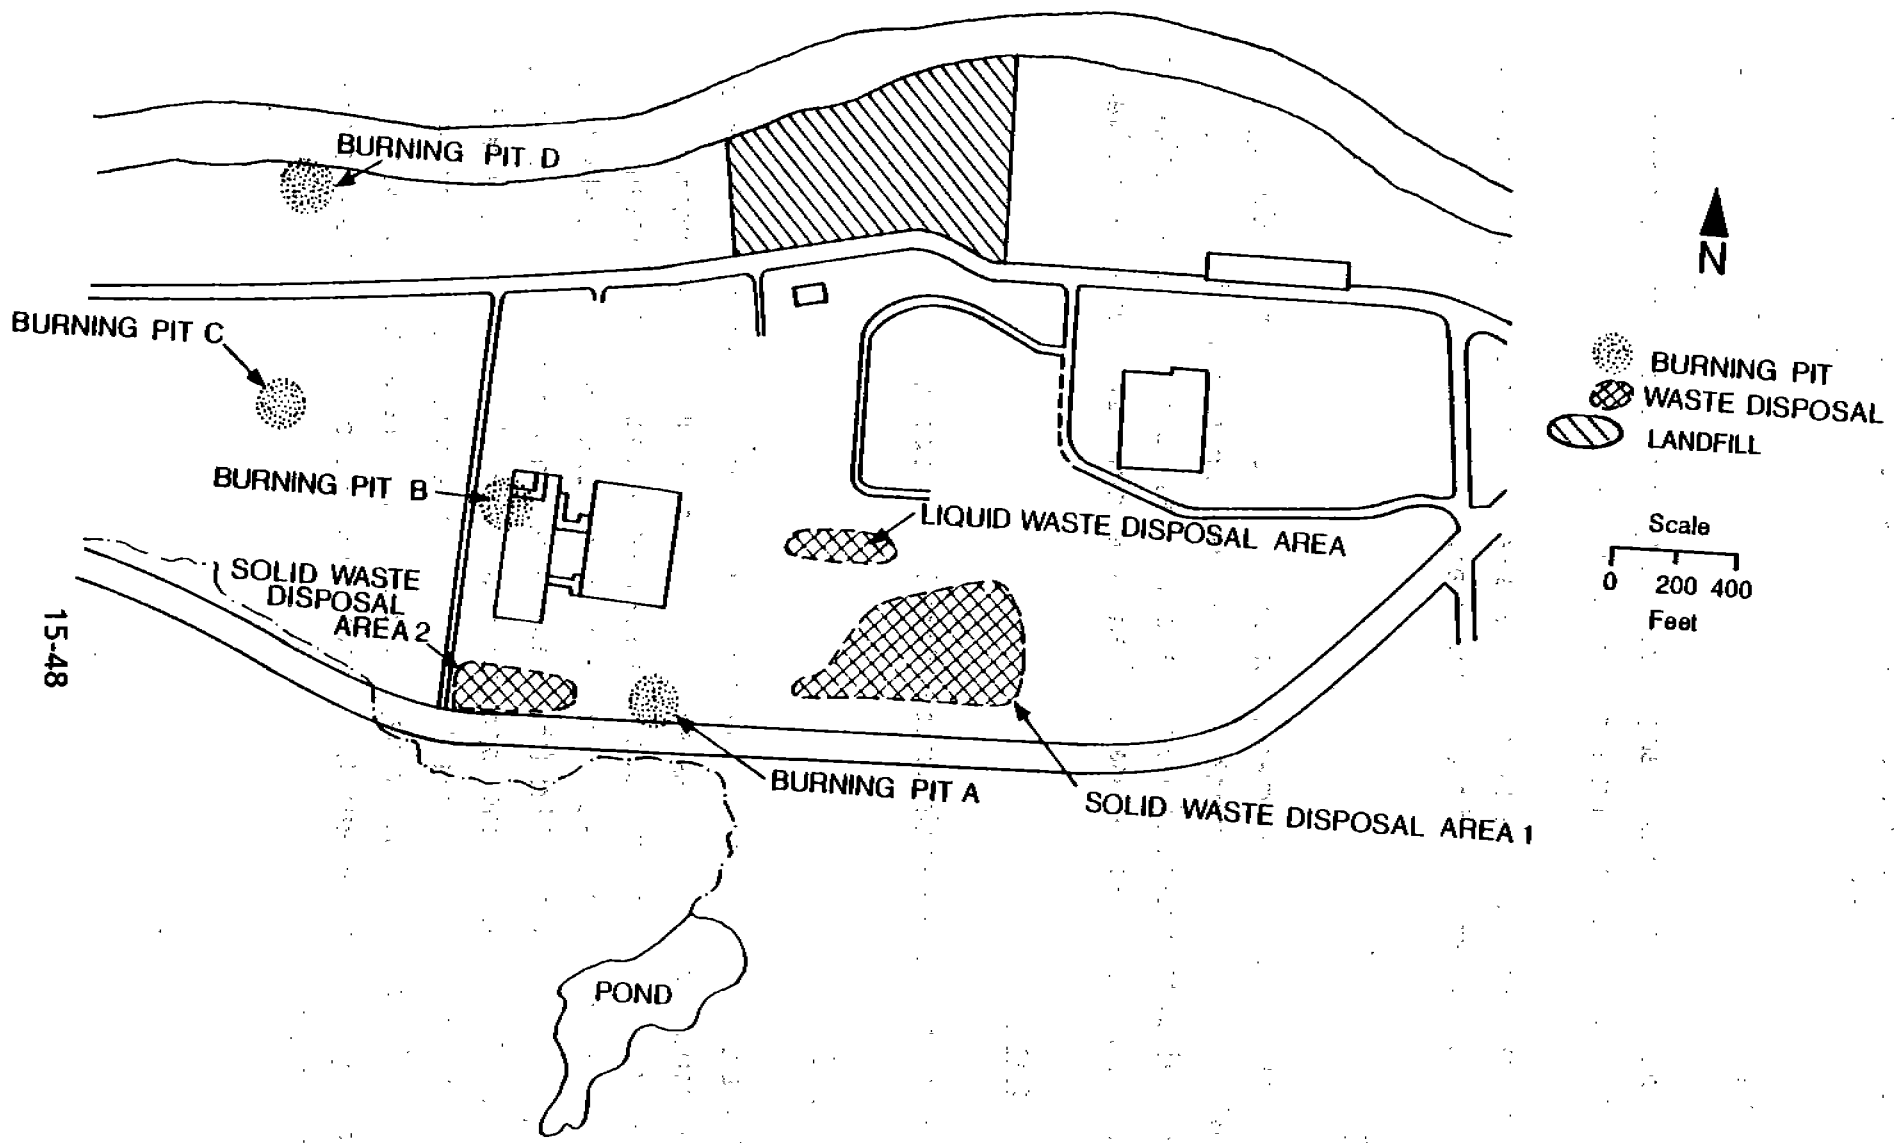 BURNING PIT D
N
BURNING PIT C
BURNING PIT
WASTE DISPOSAL
LANDFILL
BURNING PIT B
LIQUID WASTE DISPOSAL AREA
Scale
0 200 400
Feet
SOLID WASTE
DISPOSAL
AREA 2
15-48
BURNING PIT A
SOLID WASTE DISPOSAL AREA 1
POND